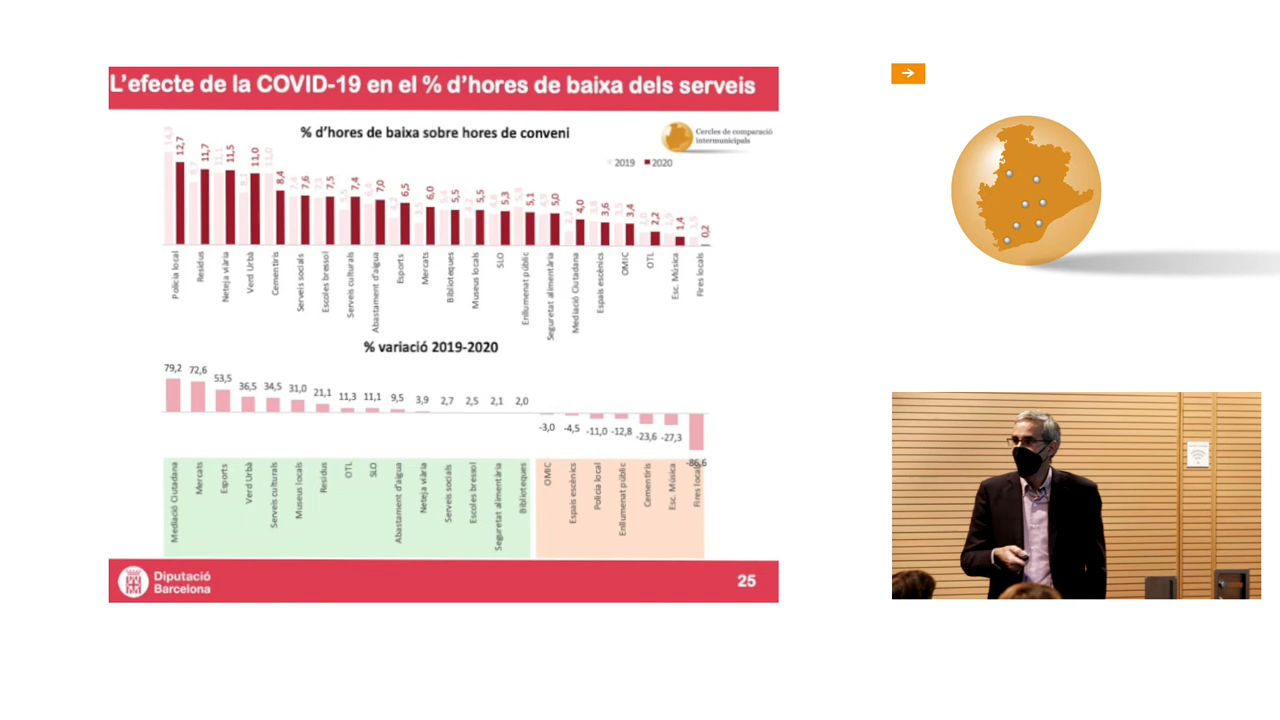 L'efecte de la COVID-19 en el % d'hores de baixa dels serveis
% d'hores de baixa sobre hores de conveni
Cercles de comparació
intermunicipals
2019 2020
12,7 11,7 11,5 11,0 8,4 7,6 7,5 7,4 7,0 6,5 6,0 5,5 5,5 5,3 5,1 5,0 4,0 3,6 3,4 2,2 1,4 0,2
Policia local
Residus
Neteja viària
Verd Urbà
Cementiris
Serveis socials
Escoles bressol
Serveis culturals
Abastament d'aigua
Esports
Mercats
Biblioteques
Museus locals
SLO
Enllumenat públic
Seguretat alimentària
Mediació Ciutadana
Espais escènics
OMIC
OTL
Esc. Música
Fires locals
% variació 2019-2020
79,2 72,6 53,5 36,5 34,5 31,0 21,1 11,3 11,1 9,5 3,9 2,7 2,5 2,1 2,0
-3,0 -4,5 -11,0 -12,8 -23,6 -27,3 -86,6
Mediació Ciutadana
Mercats
Esports
Verd Urbà
Serveis culturals
Museus locals
Residus
OTL
SLO
Abastament d'aigua
Neteja viària
Serveis socials
Escoles bressol
Seguretat alimentària
Biblioteques
OMIC
Espais escènics
Policia local
Enllumenat públic
Cementiris
Esc. Música
Fires locals
Diputació
Barcelona
25